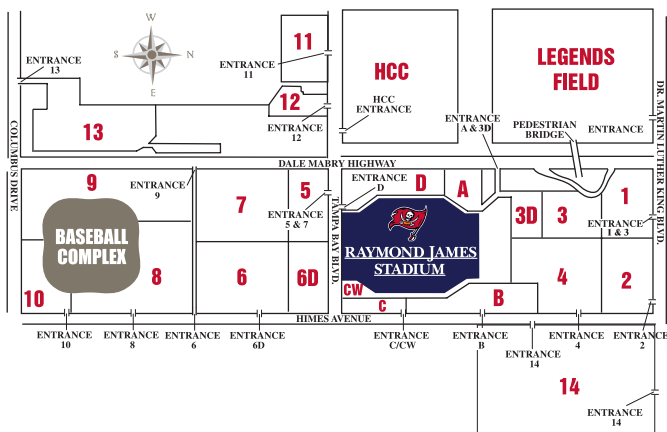 W
S
N
E
11
ENTRANCE
13
ENTRANCE
11
12
ENTRANCE
12
13
HCC
HCC
ENTRANCE
LEGENDS
FIELD
ENTRANCE
A & 3D
PEDESTRIAN
BRIDGE
ENTRANCE
DR. MARTIN LUTHER KING BLVD.
COLUMBUS DRIVE
DALE MABRY HIGHWAY
9
ENTRANCE
9
7
5
ENTRANCE
5 & 7
TAMPA BAY BLVD.
ENTRANCE
D
D
A
3D
3
1
ENTRANCE
1 & 3
BASEBALL
COMPLEX
RAYMOND JAMES
STADIUM
10
8
6
6D
CW
C
B
4
2
HIMES AVENUE
ENTRANCE
10
ENTRANCE
8
ENTRANCE
6
ENTRANCE
6D
ENTRANCE
C/CW
ENTRANCE
B
ENTRANCE
14
ENTRANCE
4
ENTRANCE
2
14
ENTRANCE
14